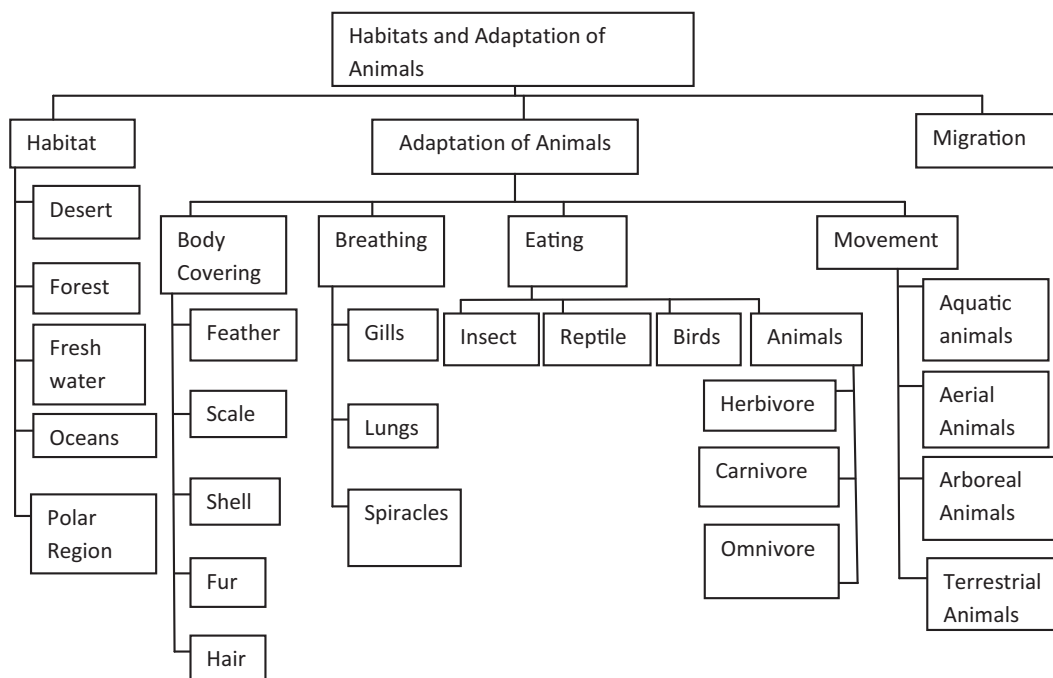 Habitats and Adaptation of
Animals
Habitat
Adaptation of Animals
Migration
Desert
Forest
Fresh
water
Oceans
Polar
Region
Body
Covering
Feather
Scale
Shell
Fur
Hair
Breathing
Gills
Lungs
Spiracles
Eating
Insect
Reptile
Birds
Animals
Herbivore
Carnivore
Omnivore
Movement
Aquatic
animals
Aerial
Animals
Arboreal
Animals
Terrestrial
Animals